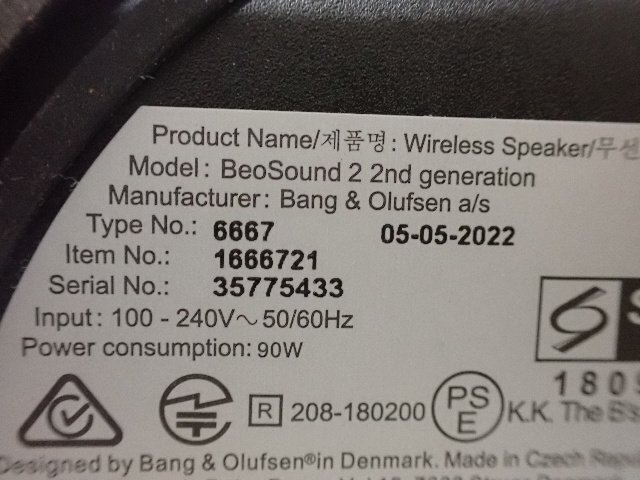 Product Name/제품명: Wireless Speaker/무선
Model: BeoSound 2 2nd generation
Manufacturer: Bang & Olufsen a/s
Type No.: 6667 05-05-2022
Item No.: 1666721
Serial No.: 35775433
Input: 100 - 240V~ 50/60Hz
Power consumption: 90W
R 208-180200 PSE K.K. The
Designed by Bang & Olufsen®in Denmark. Made in Czech